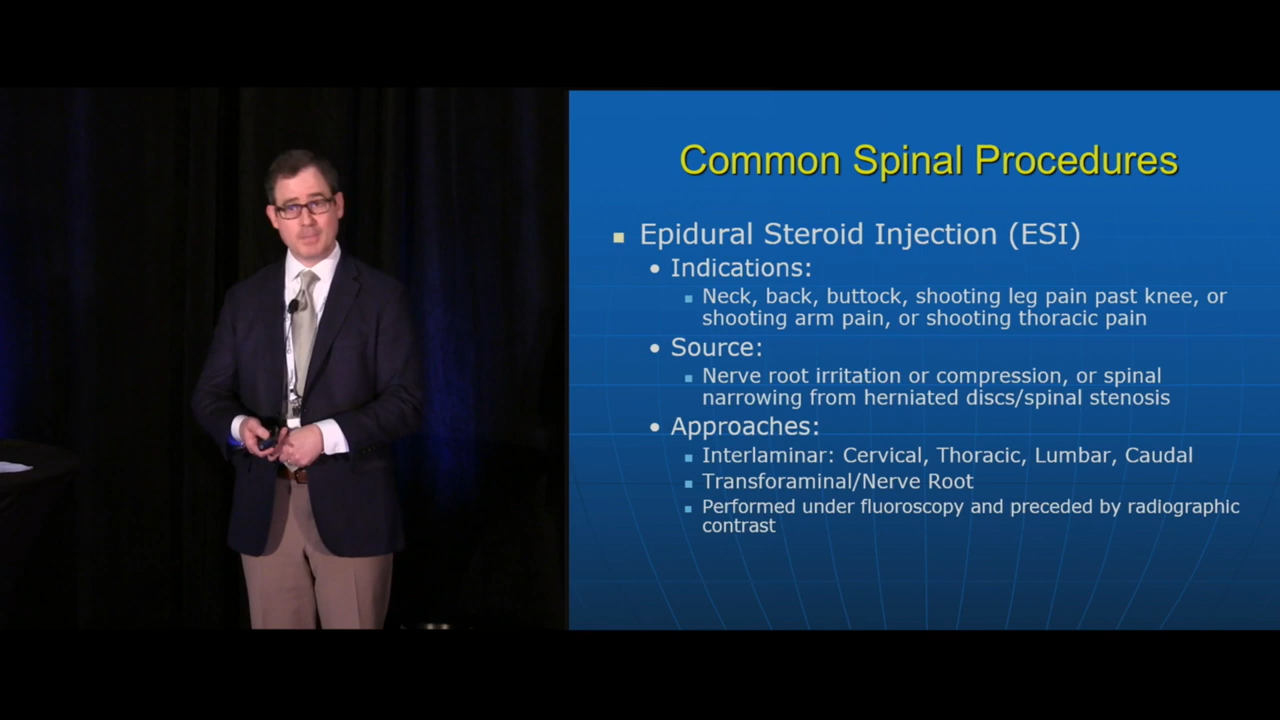 Common Spinal Procedures
Epidural Steroid Injection (ESI)
Indications:
Neck, back, buttock, shooting leg pain past knee, or
shooting arm pain, or shooting thoracic pain
Source:
Nerve root irritation or compression, or spinal
narrowing from herniated discs/spinal stenosis
Approaches:
Interlaminar: Cervical, Thoracic, Lumbar, Caudal
Transforaminal/Nerve Root
Performed under fluoroscopy and preceded by radiographic
contrast